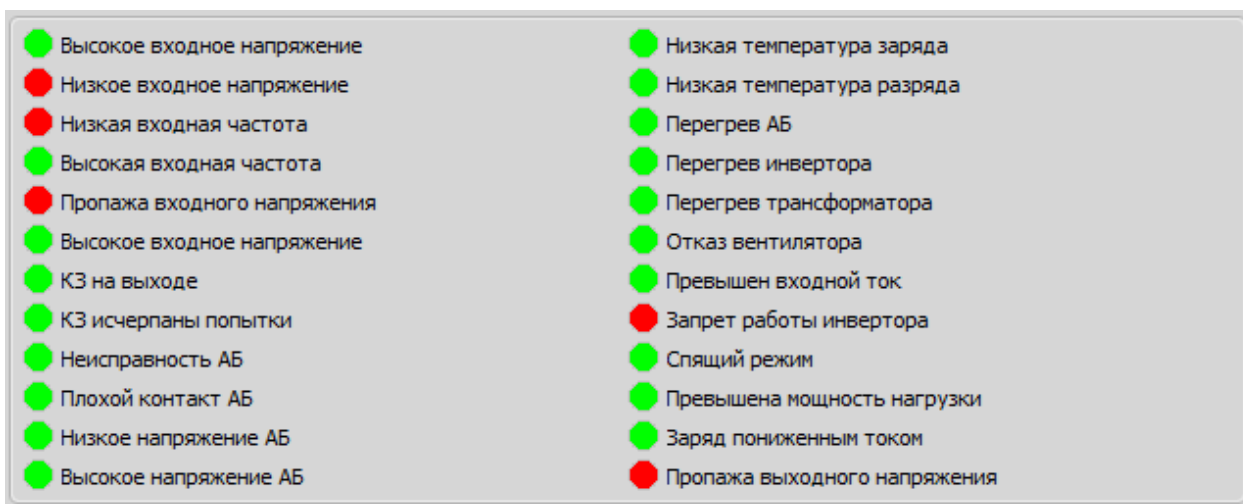 Высокое входное напряжение
Низкое входное напряжение
Низкая входная частота
Высокая входная частота
Пропажа входного напряжения
Высокое входное напряжение
КЗ на выходе
КЗ исчерпаны попытки
Неисправность АБ
Плохой контакт АБ
Низкое напряжение АБ
Высокое напряжение АБ
Низкая температура заряда
Низкая температура разряда
Перегрев АБ
Перегрев инвертора
Перегрев трансформатора
Отказ вентилятора
Превышен входной ток
Запрет работы инвертора
Спящий режим
Превышена мощность нагрузки
Заряд пониженным током
Пропажа выходного напряжения